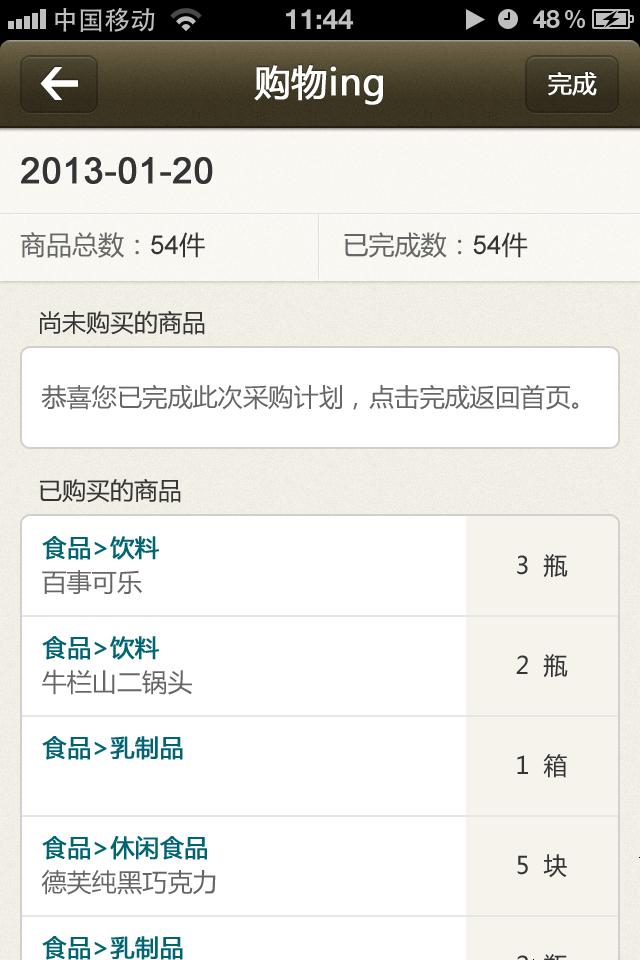 中国移动 11:44 48%
购物ing
完成
2013-01-20
商品总数：54件
已完成数：54件
尚未购买的商品
恭喜您已完成此次采购计划，点击完成返回首页。
已购买的商品
食品>饮料
百事可乐
3 瓶
食品>饮料
牛栏山二锅头
2 瓶
食品>乳制品
1 箱
食品>休闲食品
德芙纯黑巧克力
5 块
食品>乳制品